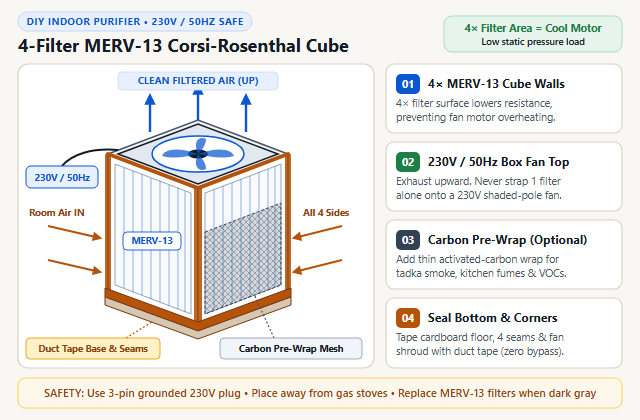 DIY INDOOR PURIFIER • 230V / 50HZ SAFE
4-Filter MERV-13 Corsi-Rosenthal Cube
4× Filter Area = Cool Motor
Low static pressure load
CLEAN FILTERED AIR (UP)
230V / 50Hz
Room Air IN
All 4 Sides
MERV-13
Duct Tape Base & Seams
Carbon Pre-Wrap Mesh
01 4× MERV-13 Cube Walls
4× filter surface lowers resistance,
preventing fan motor overheating.
02 230V / 50Hz Box Fan Top
Exhaust upward. Never strap 1 filter
alone onto a 230V shaded-pole fan.
03 Carbon Pre-Wrap (Optional)
Add thin activated-carbon wrap for
tadka smoke, kitchen fumes & VOCs.
04 Seal Bottom & Corners
Tape cardboard floor, 4 seams & fan
shroud with duct tape (zero bypass).
SAFETY: Use 3-pin grounded 230V plug • Place away from gas stoves • Replace MERV-13 filters when dark gray